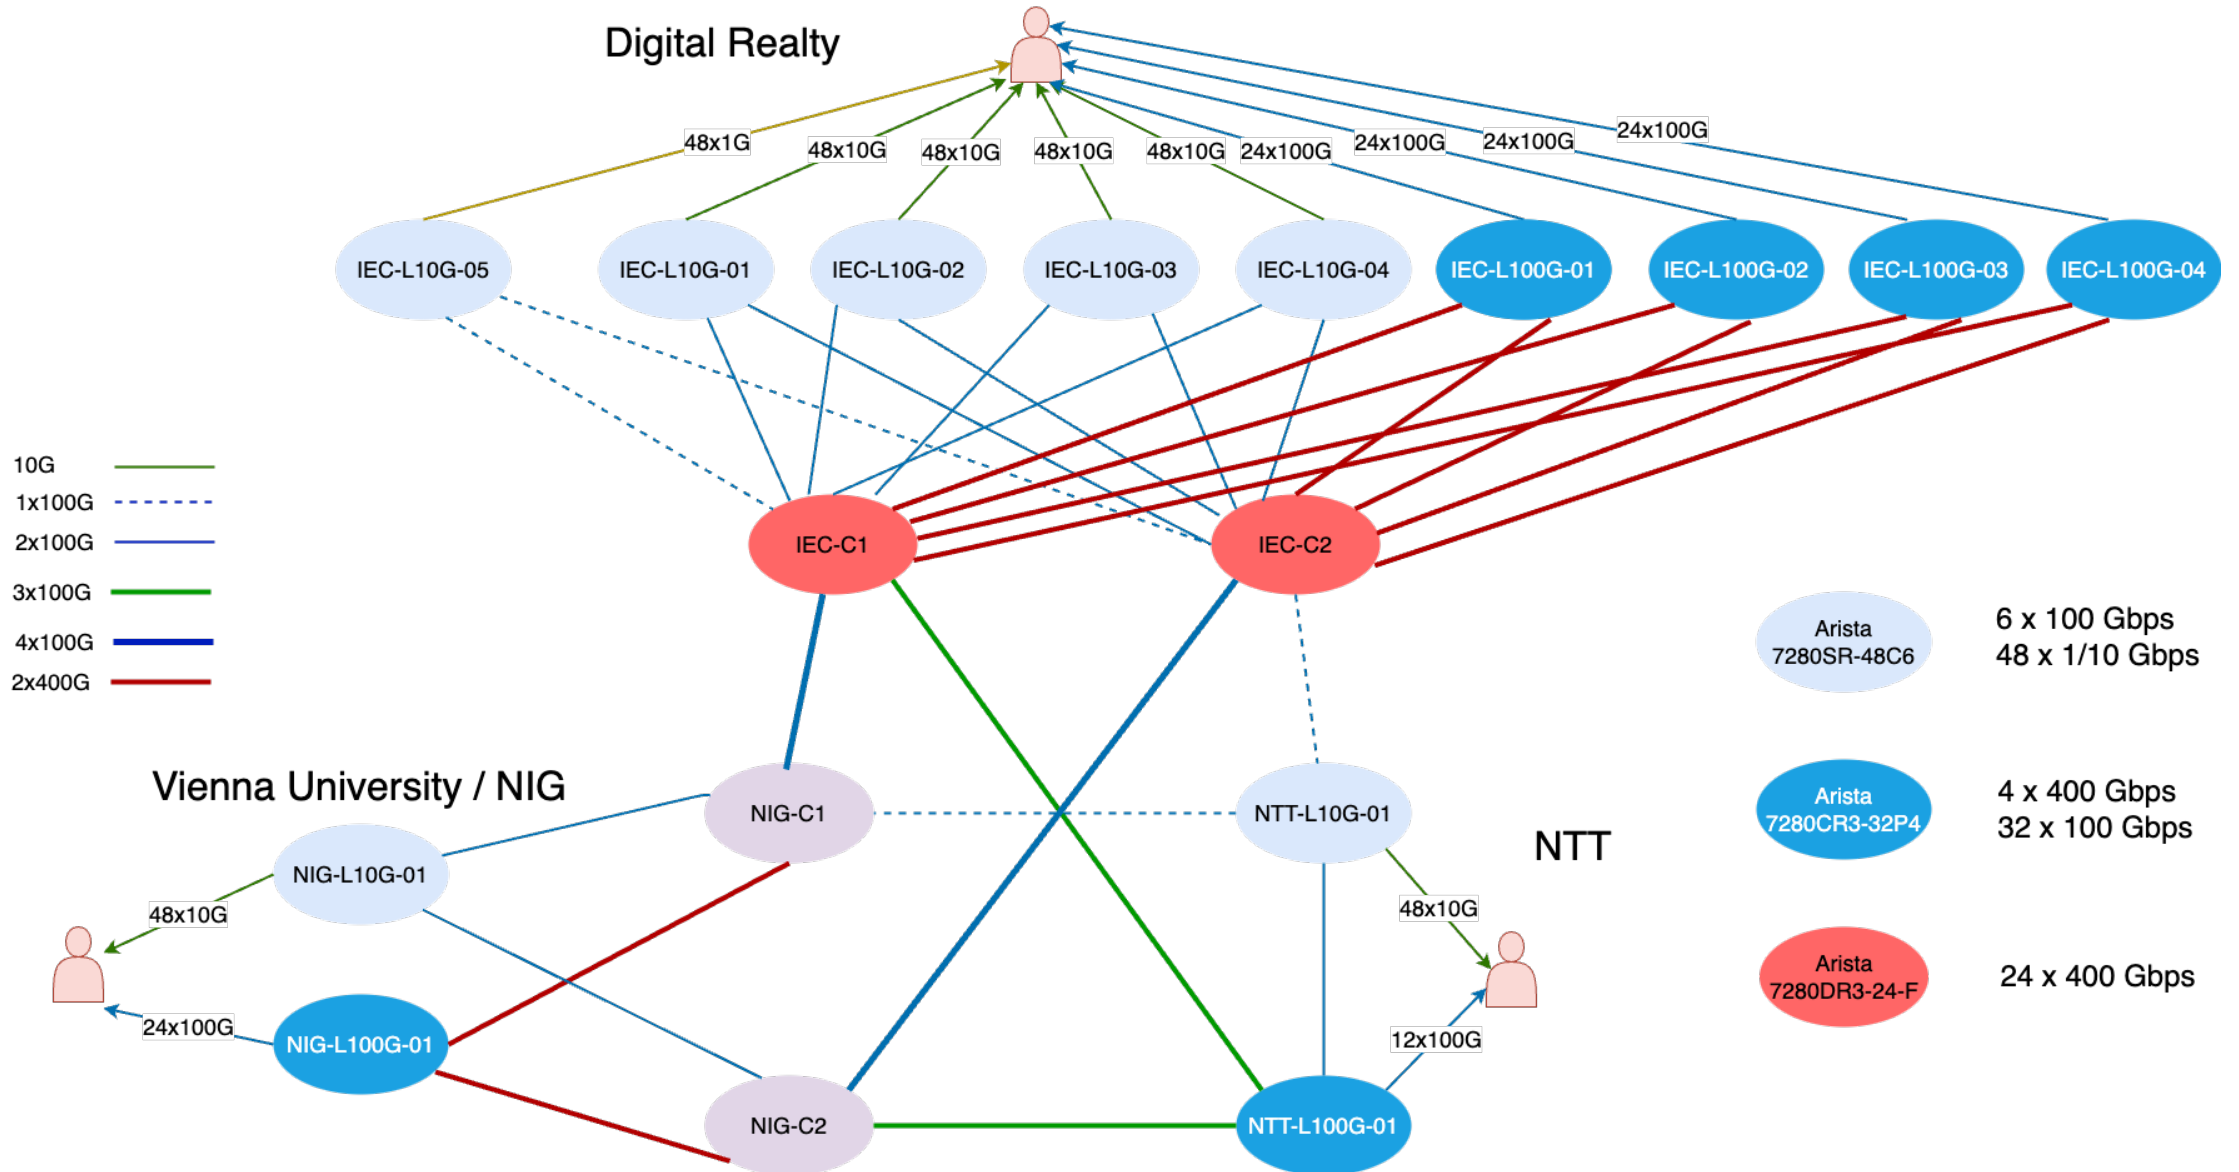 Digital Realty
48x1G
48x10G
48x10G
48x10G
48x10G
24x100G
24x100G
24x100G
24x100G
IEC-L10G-05
IEC-L10G-01
IEC-L10G-02
IEC-L10G-03
IEC-L10G-04
IEC-L100G-01
IEC-L100G-02
IEC-L100G-03
IEC-L100G-04
10G
1x100G
2x100G
3x100G
4x100G
2x400G
IEC-C1
IEC-C2
Arista
7280SR-48C6
6 x 100 Gbps
48 x 1/10 Gbps
Arista
7280CR3-32P4
4 x 400 Gbps
32 x 100 Gbps
Arista
7280DR3-24-F
24 x 400 Gbps
Vienna University / NIG
NIG-C1
NTT-L10G-01
NTT
NIG-L10G-01
48x10G
48x10G
24x100G
NIG-L100G-01
12x100G
NIG-C2
NTT-L100G-01